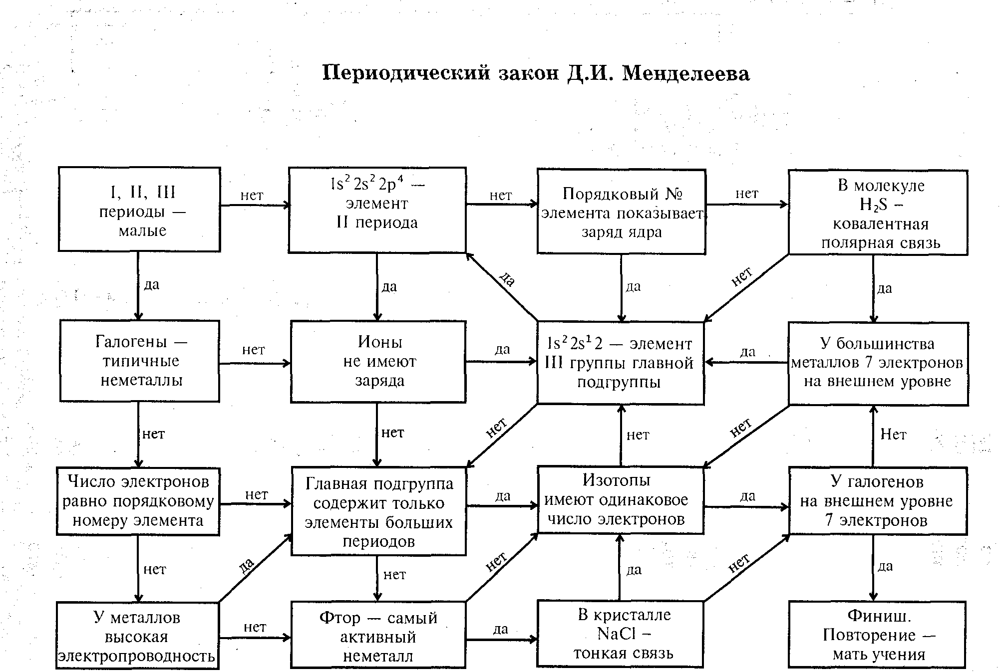 Периодический закон Д.И. Менделеева
I, II, III
периоды —
малые
нет
1s² 2s² 2p⁴ —
элемент
II периода
нет
Порядковый №
элемента показывает
заряд ядра
нет
В молекуле
H₂S –
ковалентная
полярная связь
да
да
да
да
нет
да
Галогены —
типичные
неметаллы
нет
Ионы
не имеют
заряда
да
1s² 2s¹ 2 — элемент
III группы главной
подгруппы
да
У большинства
металлов 7 электронов
на внешнем уровне
нет
нет
нет
нет
нет
Нет
Число электронов
равно порядковому
номеру элемента
нет
Главная подгруппа
содержит только
элементы больших
периодов
да
Изотопы
имеют одинаковое
число электронов
да
У галогенов
на внешнем уровне
7 электронов
нет
да
нет
нет
да
нет
да
У металлов
высокая
электропроводность
нет
Фтор — самый
активный
неметалл
да
В кристалле
NaCl –
тонкая связь
Финиш.
Повторение —
мать учения